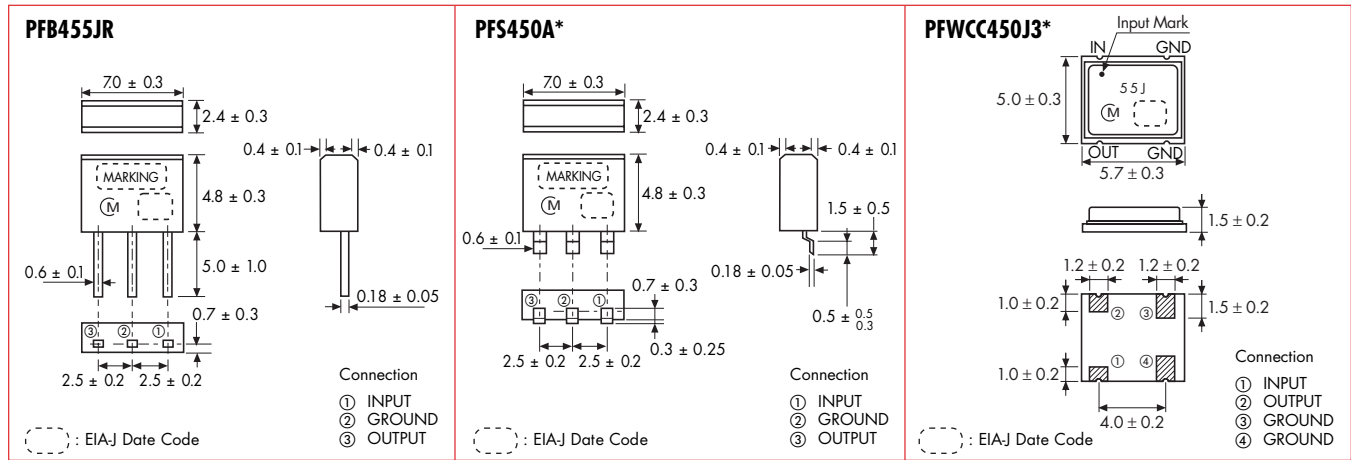 PFB455JR
7.0 ± 0.3
2.4 ± 0.3
0.4 ± 0.1
0.4 ± 0.1
MARKING
M
4.8 ± 0.3
0.6 ± 0.1
5.0 ± 1.0
0.18 ± 0.05
0.7 ± 0.3
③ ② ①
2.5 ± 0.2
2.5 ± 0.2
Connection
① INPUT
② GROUND
③ OUTPUT
: EIA-J Date Code
PFS450A*
7.0 ± 0.3
2.4 ± 0.3
0.4 ± 0.1
0.4 ± 0.1
MARKING
M
4.8 ± 0.3
1.5 ± 0.5
0.6 ± 0.1
0.18 ± 0.05
0.7 ± 0.3
③ ② ①
0.5 ± 0.5 0.3
0.3 ± 0.25
2.5 ± 0.2
2.5 ± 0.2
Connection
① INPUT
② GROUND
③ OUTPUT
: EIA-J Date Code
PFWCC450J3*
Input Mark
IN GND
55J
M
5.0 ± 0.3
OUT GND
5.7 ± 0.3
1.5 ± 0.2
1.2 ± 0.2
1.2 ± 0.2
1.0 ± 0.2
② ③
1.5 ± 0.2
① ④
1.0 ± 0.2
4.0 ± 0.2
Connection
① INPUT
② OUTPUT
③ GROUND
④ GROUND
: EIA-J Date Code